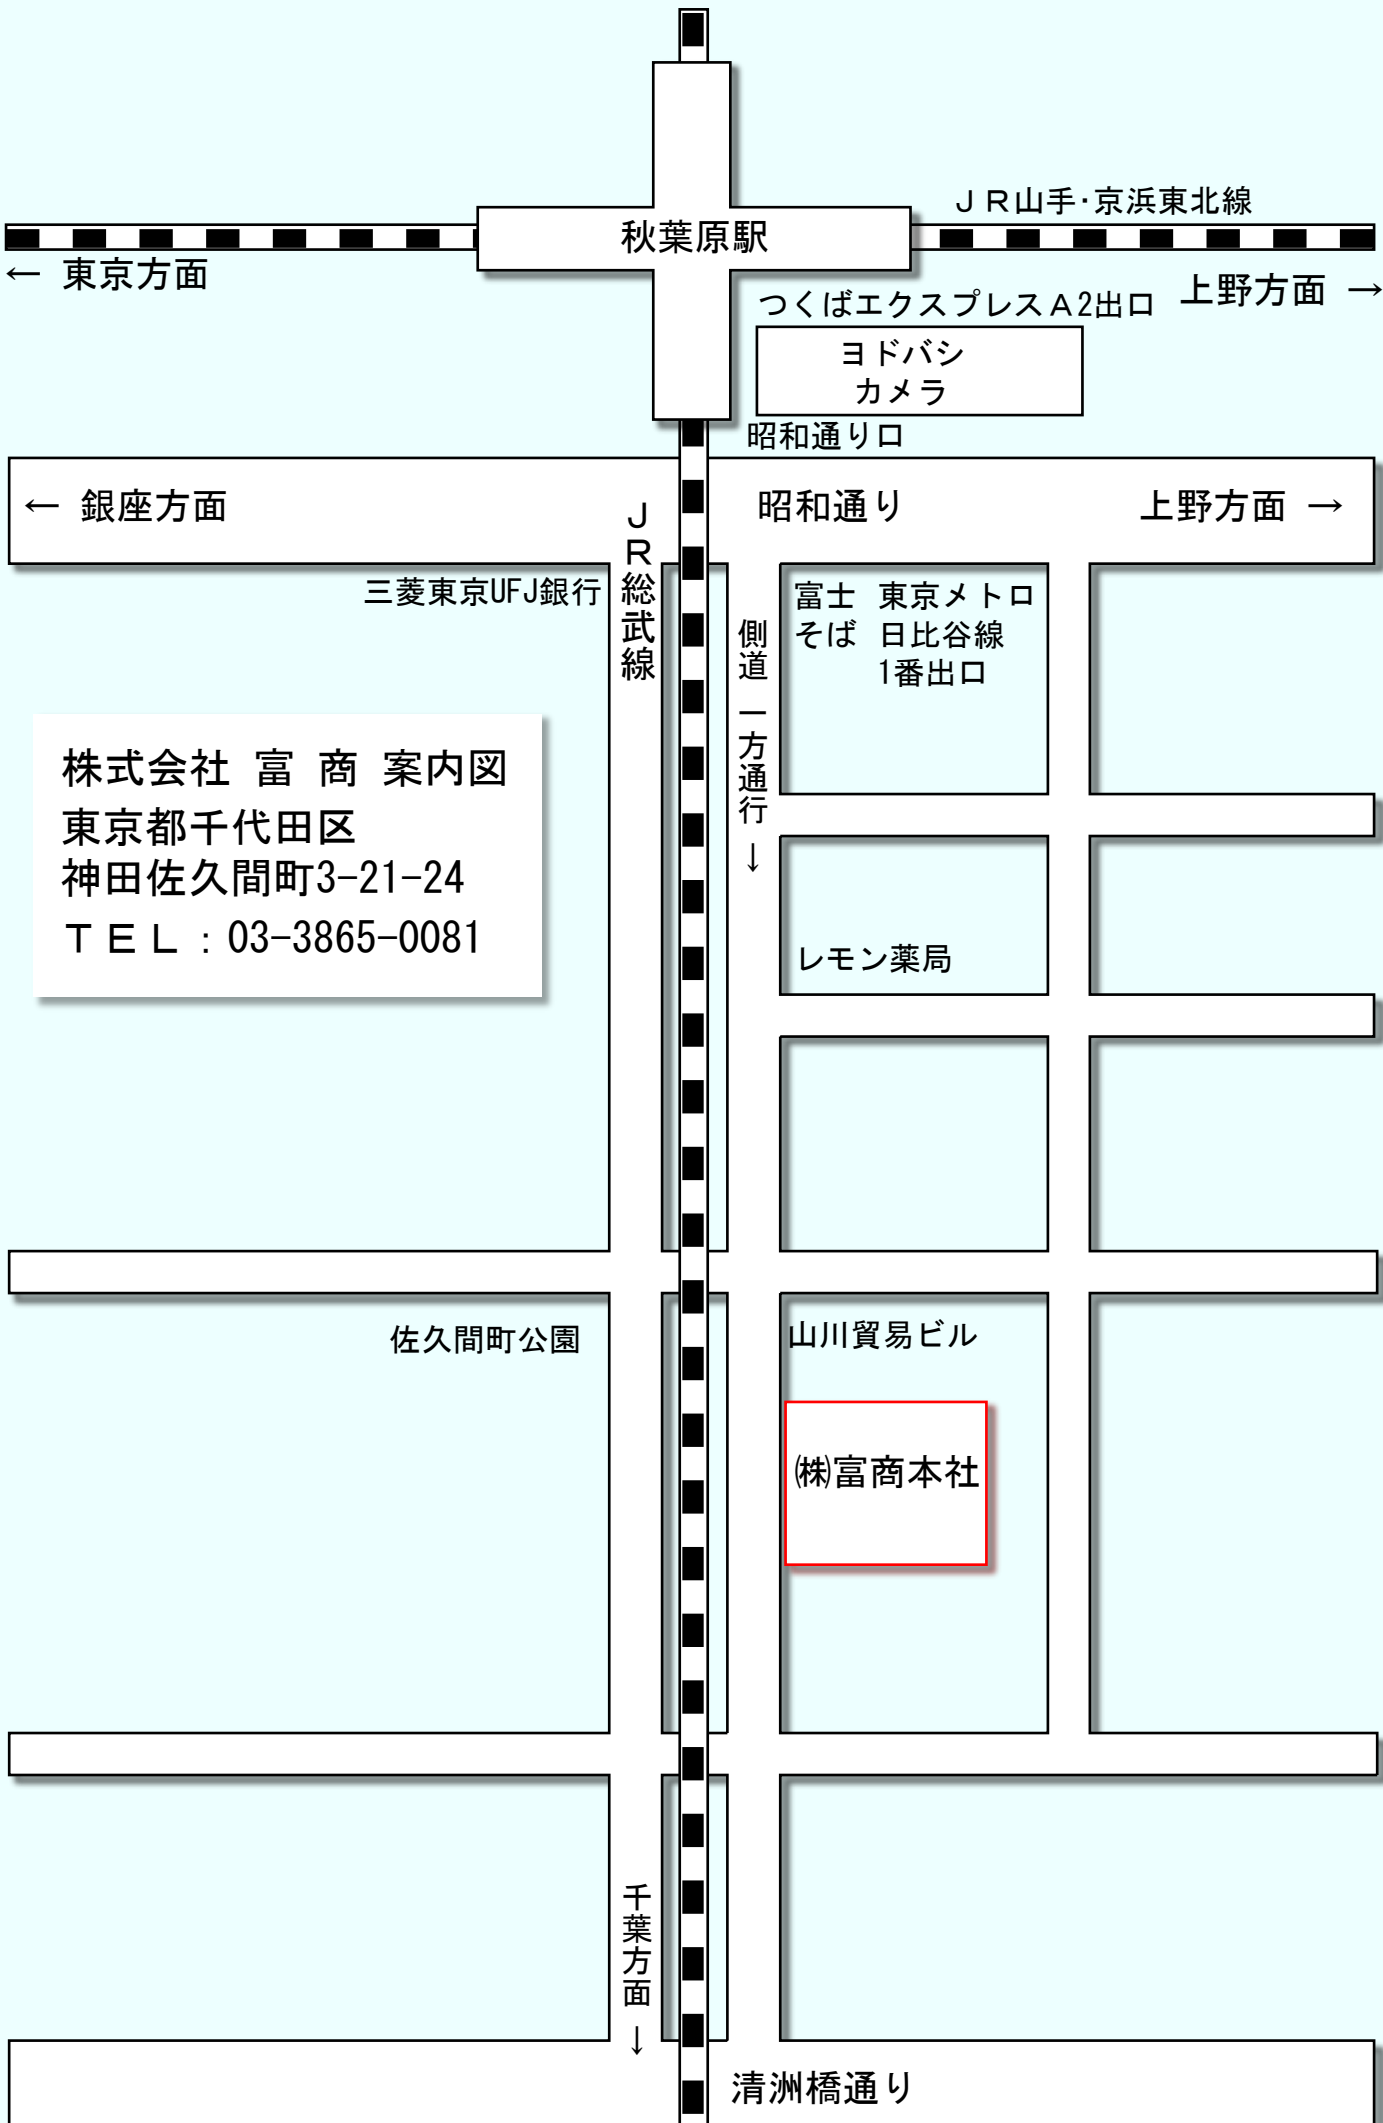 JR山手・京浜東北線
秋葉原駅
← 東京方面
上野方面 →
つくばエクスプレスA2出口
ヨドバシ
カメラ
昭和通り口
← 銀座方面
昭和通り
上野方面 →
JR総武線
三菱東京UFJ銀行
側道 一方通行 ↓
富士
そば
東京メトロ
日比谷線
1番出口
株式会社 富 商 案内図
東京都千代田区
神田佐久間町3-21-24
TEL:03-3865-0081
レモン薬局
佐久間町公園
山川貿易ビル
㈱富商本社
千葉方面 ↓
清洲橋通り